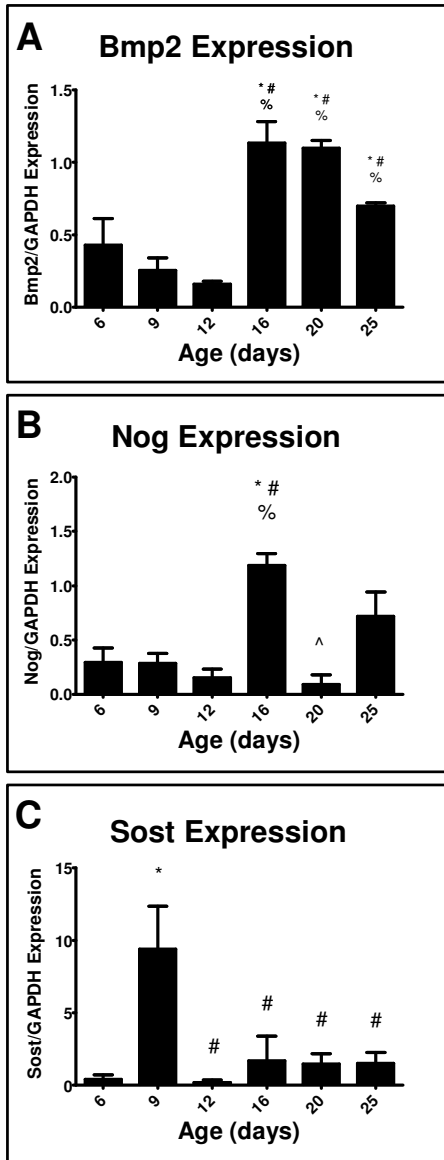 A
Bmp2 Expression
Bmp2/GAPDH Expression
1.5
1.0
0.5
0.0
* #
%
* #
%
* #
%
6 9 12 16 20 25
Age (days)
B
Nog Expression
Nog/GAPDH Expression
2.0
1.5
1.0
0.5
0.0
* #
%
^
6 9 12 16 20 25
Age (days)
C
Sost Expression
Sost/GAPDH Expression
15
10
5
0
*
# # # #
6 9 12 16 20 25
Age (days)